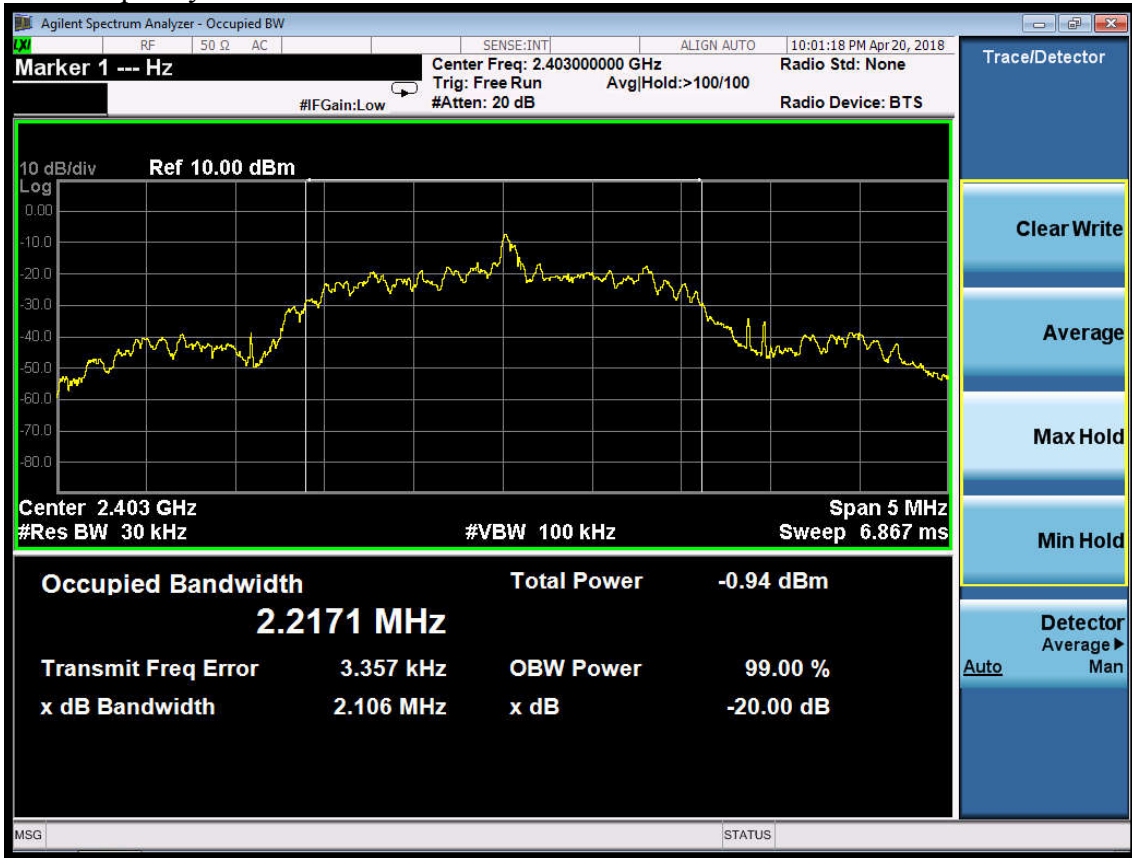 Agilent Spectrum Analyzer - Occupied BW
LXI RF 50 Ω AC SENSE:INT ALIGN AUTO 10:01:18 PM Apr 20, 2018
Marker 1 --- Hz
Center Freq: 2.403000000 GHz Radio Std: None
Trig: Free Run Avg|Hold:>100/100
#IFGain:Low #Atten: 20 dB Radio Device: BTS
10 dB/div Ref 10.00 dBm
Log
0.00
-10.0
-20.0
-30.0
-40.0
-50.0
-60.0
-70.0
-80.0
Center 2.403 GHz Span 5 MHz
#Res BW 30 kHz #VBW 100 kHz Sweep 6.867 ms
Occupied Bandwidth Total Power -0.94 dBm
2.2171 MHz
Transmit Freq Error 3.357 kHz OBW Power 99.00 %
x dB Bandwidth 2.106 MHz x dB -20.00 dB
MSG STATUS
Trace/Detector
Clear Write
Average
Max Hold
Min Hold
Detector
Average▶
Auto Man